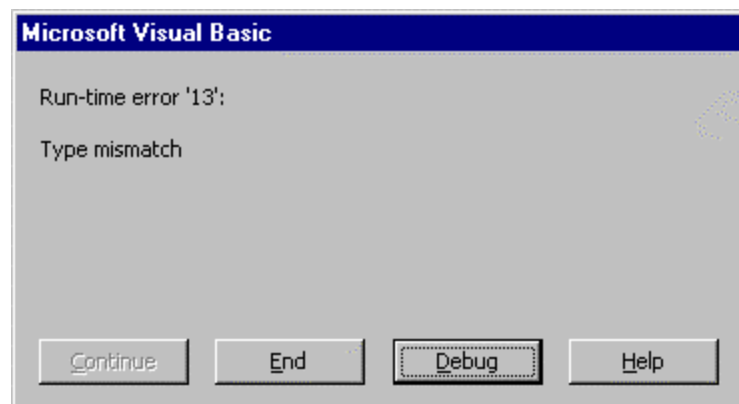 Microsoft Visual Basic
Run-time error '13':
Type mismatch
Continue End Debug Help